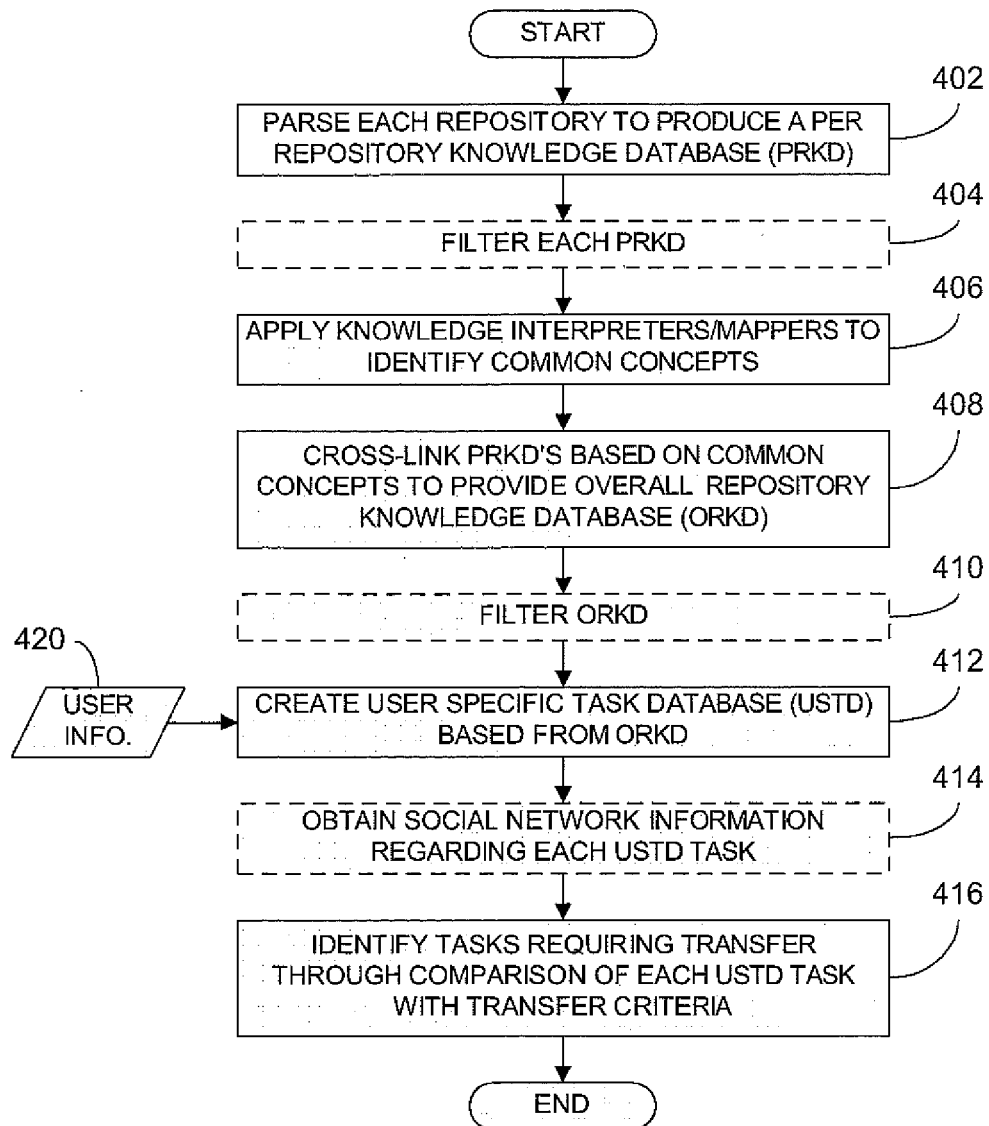 START
402
PARSE EACH REPOSITORY TO PRODUCE A PER
REPOSITORY KNOWLEDGE DATABASE (PRKD)
404
FILTER EACH PRKD
406
APPLY KNOWLEDGE INTERPRETERS/MAPPERS TO
IDENTIFY COMMON CONCEPTS
408
CROSS-LINK PRKD'S BASED ON COMMON
CONCEPTS TO PROVIDE OVERALL REPOSITORY
KNOWLEDGE DATABASE (ORKD)
410
FILTER ORKD
420
USER
INFO.
412
CREATE USER SPECIFIC TASK DATABASE (USTD)
BASED FROM ORKD
414
OBTAIN SOCIAL NETWORK INFORMATION
REGARDING EACH USTD TASK
416
IDENTIFY TASKS REQUIRING TRANSFER
THROUGH COMPARISON OF EACH USTD TASK
WITH TRANSFER CRITERIA
END